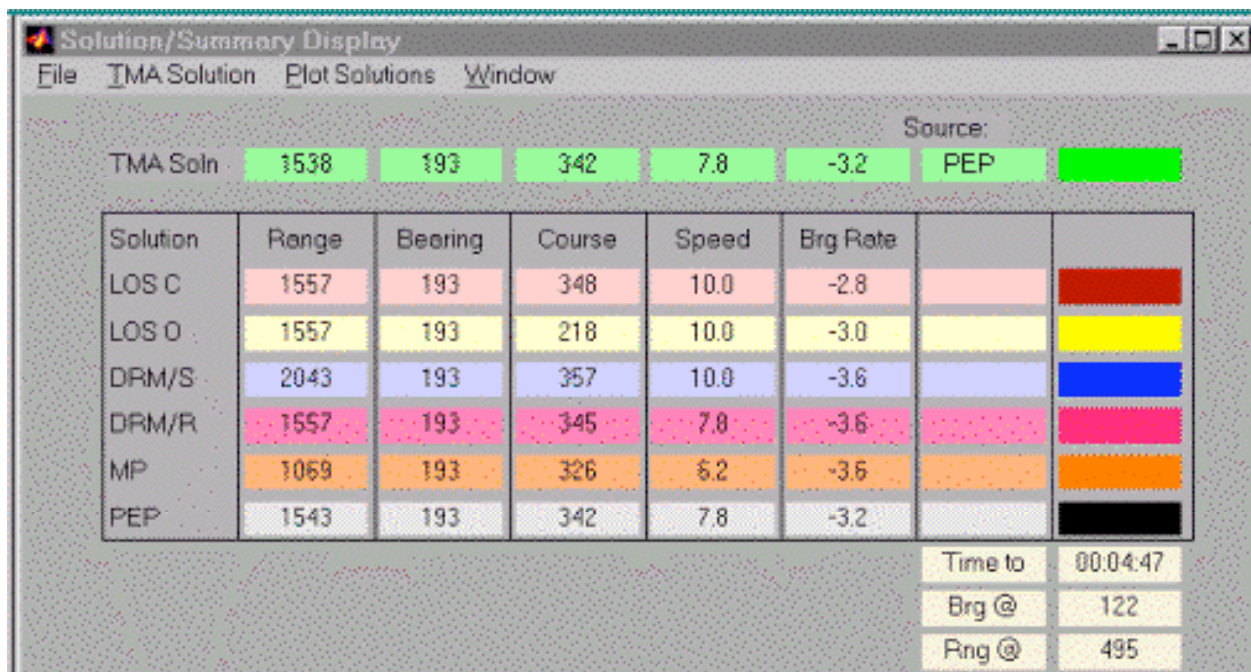 Solution/Summary Display
File TMA Solution Plot Solutions Window
Source:
TMA Soln 1538 193 342 7.8 -3.2 PEP
Solution Range Bearing Course Speed Brg Rate
LOS C 1557 193 348 10.0 -2.8
LOS O 1557 193 218 10.0 -3.0
DRM/S 2043 193 357 10.0 -3.6
DRM/R 1557 193 345 7.8 -3.6
MP 1069 193 326 6.2 -3.6
PEP 1543 193 342 7.8 -3.2
Time to 00:04:47
Brg @ 122
Rng @ 495